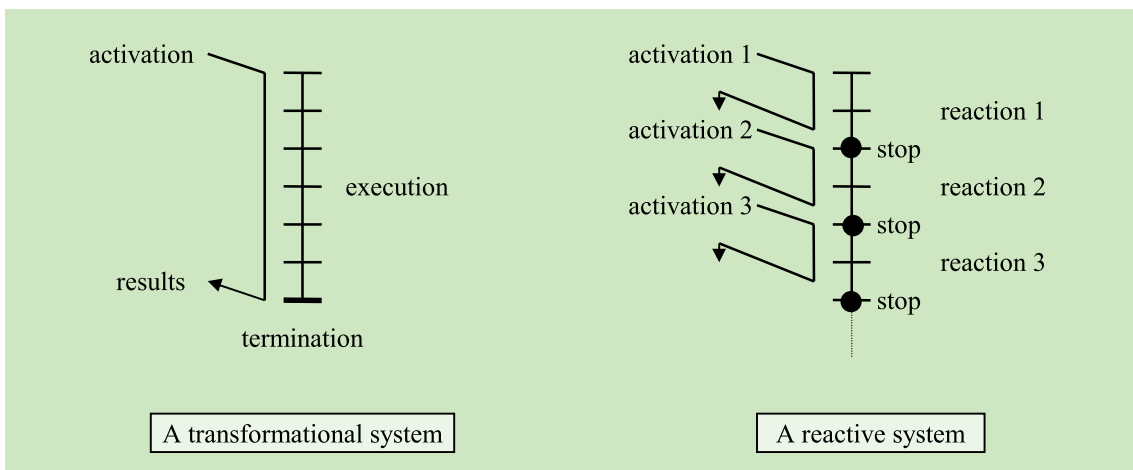 activation
execution
results
termination
A transformational system
activation 1
reaction 1
activation 2
stop
reaction 2
activation 3
stop
reaction 3
stop
A reactive system